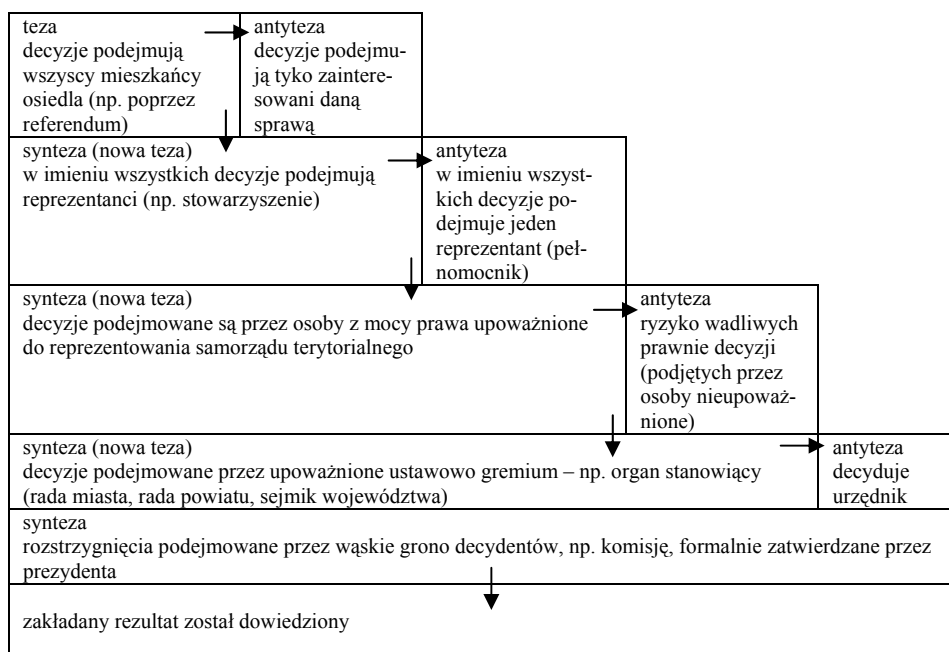 teza
decyzje podejmują
wszyscy mieszkańcy
osiedla (np. poprzez
referendum)
antyteza
decyzje podejmu-
ją tyko zaintere-
sowani daną
sprawą
synteza (nowa teza)
w imieniu wszystkich decyzje podejmują
reprezentanci (np. stowarzyszenie)
antyteza
w imieniu wszyst-
kich decyzje po-
dejmuje jeden
reprezentant (peł-
nomocnik)
synteza (nowa teza)
decyzje podejmowane są przez osoby z mocy prawa upoważnione
do reprezentowania samorządu terytorialnego
antyteza
ryzyko wadliwych
prawnie decyzji
(podjętych przez
osoby nieupoważ-
nione)
synteza (nowa teza)
decyzje podejmowane przez upoważnione ustawowo gremium – np. organ stanowiący
(rada miasta, rada powiatu, sejmik województwa)
antyteza
decyduje
urzędnik
synteza
rozstrzygnięcia podejmowane przez wąskie grono decydentów, np. komisję, formalnie zatwierdzane przez
prezydenta
zakładany rezultat został dowiedziony